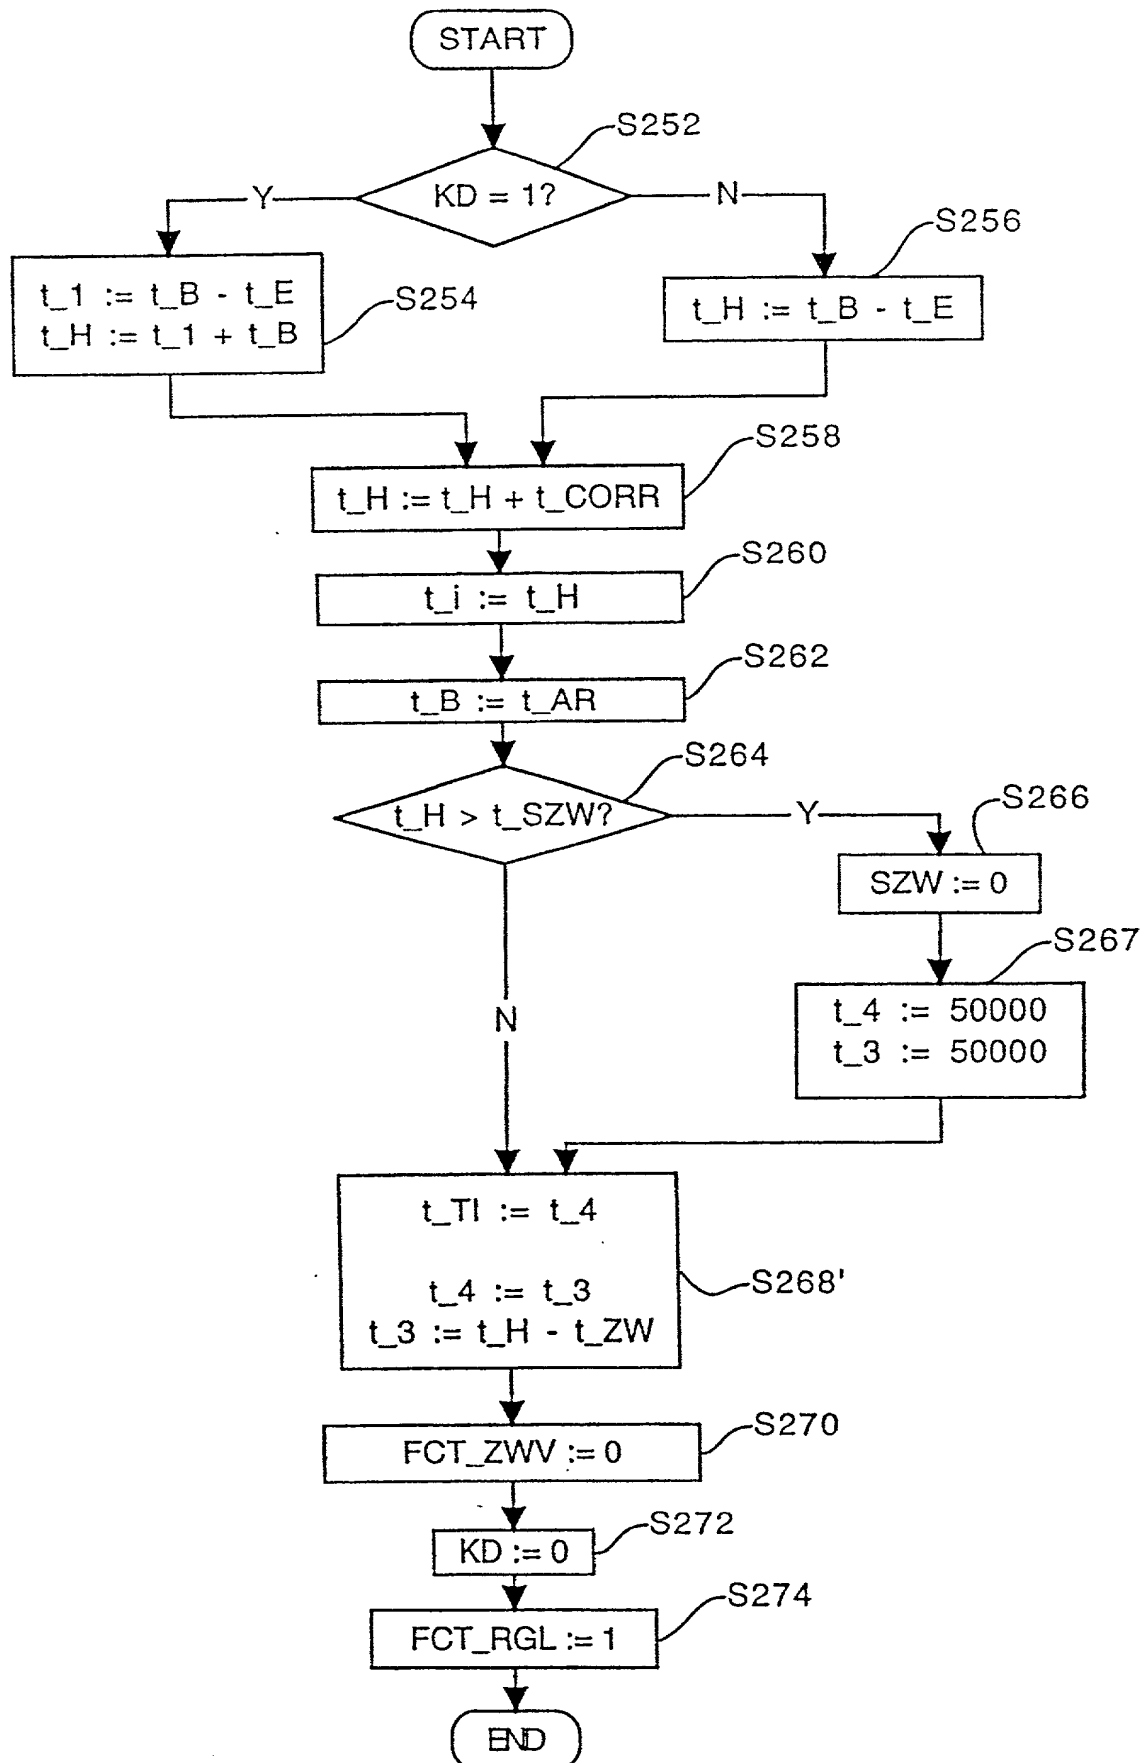 START
S252
KD = 1?
Y
N
S256
t_1 := t_B - t_E
t_H := t_1 + t_B
S254
t_H := t_B - t_E
S258
t_H := t_H + t_CORR
S260
t_i := t_H
S262
t_B := t_AR
S264
t_H > t_SZW?
Y
S266
SZW := 0
S267
t_4 := 50000
t_3 := 50000
N
t_TI := t_4
t_4 := t_3
t_3 := t_H - t_ZW
S268'
S270
FCT_ZWV := 0
S272
KD := 0
S274
FCT_RGL := 1
END